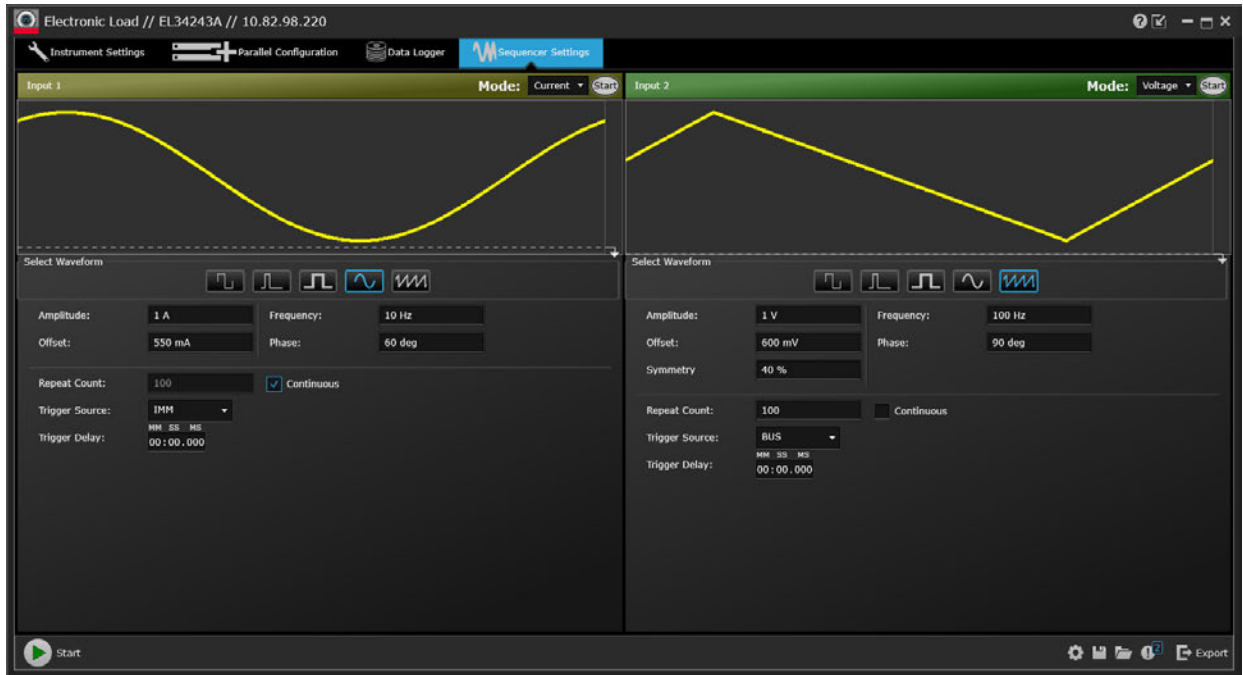 Electronic Load // EL34243A // 10.82.98.220
Instrument Settings Parallel Configuration Data Logger Sequencer Settings
Input 1 Mode: Current Start
Input 2 Mode: Voltage Start
Select Waveform
Amplitude: 1 A Frequency: 10 Hz
Offset: 550 mA Phase: 60 deg
Repeat Count: 100 Continuous
Trigger Source: IMM
MM SS MS
Trigger Delay: 00:00.000
Select Waveform
Amplitude: 1 V Frequency: 100 Hz
Offset: 600 mV Phase: 90 deg
Symmetry 40 %
Repeat Count: 100 Continuous
Trigger Source: BUS
MM SS MS
Trigger Delay: 00:00.000
Start 2 Export